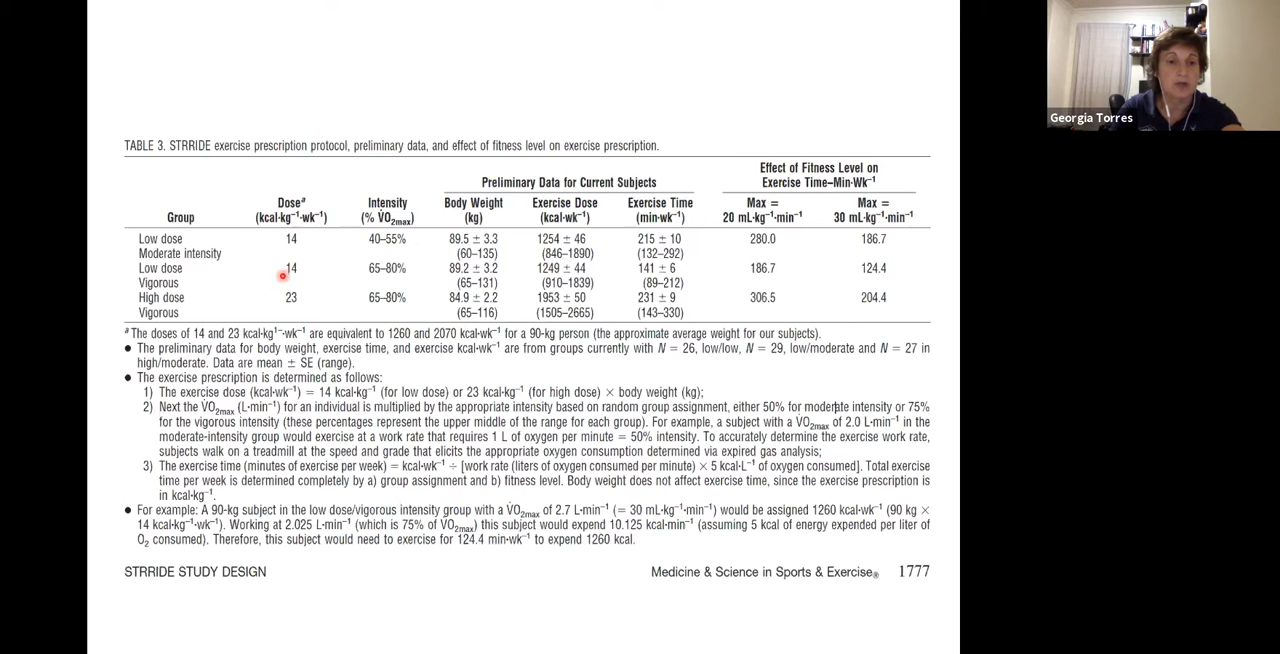 Georgia Torres
TABLE 3. STRRIDE exercise prescription protocol, preliminary data, and effect of fitness level on exercise prescription.
Effect of Fitness Level on
Preliminary Data for Current Subjects Exercise Time–Min·Wk⁻¹
Doseᵃ Intensity Body Weight Exercise Dose Exercise Time Max = Max =
Group (kcal·kg⁻¹·wk⁻¹) (% V̇O₂max) (kg) (kcal·wk⁻¹) (min·wk⁻¹) 20 mL·kg⁻¹·min⁻¹ 30 mL·kg⁻¹·min⁻¹
Low dose 14 40–55% 89.5 ± 3.3 1254 ± 46 215 ± 10 280.0 186.7
Moderate intensity (60–135) (846–1890) (132–292)
Low dose 14 65–80% 89.2 ± 3.2 1249 ± 44 141 ± 6 186.7 124.4
Vigorous (65–131) (910–1839) (89–212)
High dose 23 65–80% 84.9 ± 2.2 1953 ± 50 231 ± 9 306.5 204.4
Vigorous (65–116) (1505–2665) (143–330)
ᵃ The doses of 14 and 23 kcal·kg¹⁻·wk⁻¹ are equivalent to 1260 and 2070 kcal·wk⁻¹ for a 90-kg person (the approximate average weight for our subjects).
● The preliminary data for body weight, exercise time, and exercise kcal·wk⁻¹ are from groups currently with N = 26, low/low, N = 29, low/moderate and N = 27 in
high/moderate. Data are mean ± SE (range).
● The exercise prescription is determined as follows:
1) The exercise dose (kcal·wk⁻¹) = 14 kcal·kg⁻¹ (for low dose) or 23 kcal·kg⁻¹ (for high dose) × body weight (kg);
2) Next the V̇O₂max (L·min⁻¹) for an individual is multiplied by the appropriate intensity based on random group assignment, either 50% for moderate intensity or 75%
for the vigorous intensity (these percentages represent the upper middle of the range for each group). For example, a subject with a V̇O₂max of 2.0 L·min⁻¹ in the
moderate-intensity group would exercise at a work rate that requires 1 L of oxygen per minute = 50% intensity. To accurately determine the exercise work rate,
subjects walk on a treadmill at the speed and grade that elicits the appropriate oxygen consumption determined via expired gas analysis;
3) The exercise time (minutes of exercise per week) = kcal·wk⁻¹ ÷ [work rate (liters of oxygen consumed per minute) × 5 kcal·L⁻¹ of oxygen consumed]. Total exercise
time per week is determined completely by a) group assignment and b) fitness level. Body weight does not affect exercise time, since the exercise prescription is
in kcal·kg⁻¹.
● For example: A 90-kg subject in the low dose/vigorous intensity group with a V̇O₂max of 2.7 L·min⁻¹ (= 30 mL·kg⁻¹·min⁻¹) would be assigned 1260 kcal·wk⁻¹ (90 kg ×
14 kcal·kg⁻¹·wk⁻¹). Working at 2.025 L·min⁻¹ (which is 75% of V̇O₂max) this subject would expend 10.125 kcal·min⁻¹ (assuming 5 kcal of energy expended per liter of
O₂ consumed). Therefore, this subject would need to exercise for 124.4 min·wk⁻¹ to expend 1260 kcal.
STRRIDE STUDY DESIGN Medicine & Science in Sports & Exercise® 1777